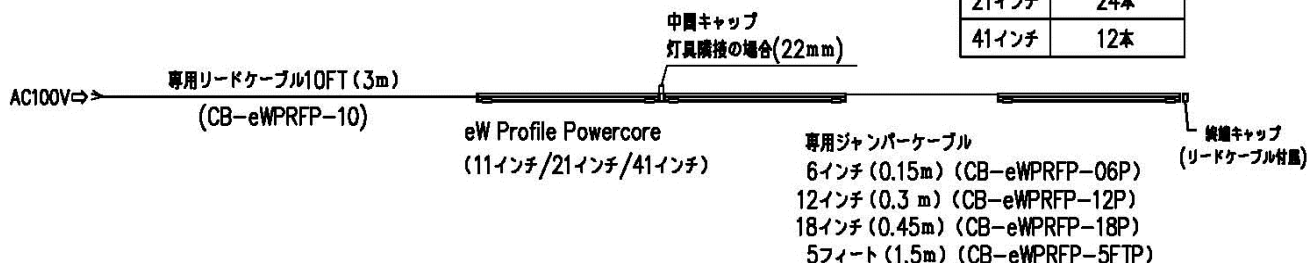 21インチ 24本
41インチ 12本
中間キャップ
灯具隣接の場合(22mm)
専用リードケーブル10FT(3m)
AC100V⇨
(CB-eWPRFP-10)
eW Profile Powercore
(11インチ/21インチ/41インチ)
専用ジャンパーケーブル
6インチ(0.15m)(CB-eWPRFP-06P)
12インチ(0.3 m)(CB-eWPRFP-12P)
18インチ(0.45m)(CB-eWPRFP-18P)
5フィート(1.5m)(CB-eWPRFP-5FTP)
終端キャップ
(リードケーブル付属)